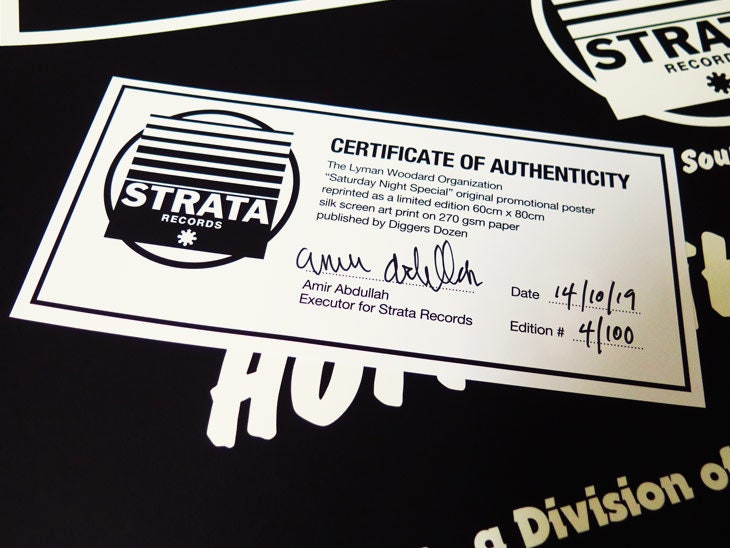 STRATA
RECORDS
CERTIFICATE OF AUTHENTICITY
The Lyman Woodard Organization
"Saturday Night Special" original promotional poster
reprinted as a limited edition 60cm x 80cm
silk screen art print on 270 gsm paper
published by Diggers Dozen
amir abdullah
Amir Abdullah
Executor for Strata Records
Date 14/10/19
Edition # 4/100
STRATA
RECORDS
a Division of